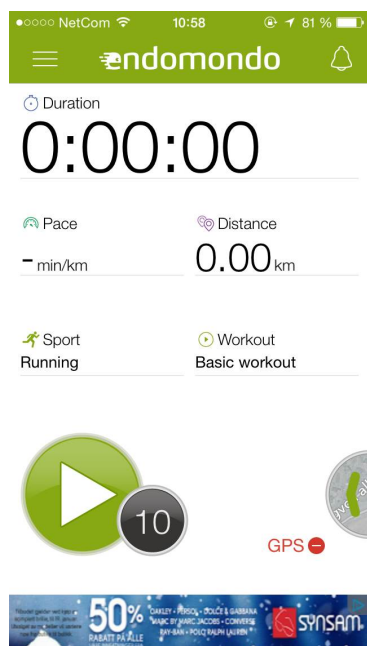 NetCom 10:58 81 %
endomondo
Duration
0:00:00
Pace
Distance
- min/km
0.00 km
Sport
Workout
Running
Basic workout
10
GPS
50%
RABATT PÅ ALLE
OAKLEY • PERSOL • DOLCE & GABBANA
MARC BY MARC JACOBS • CONVERSE
RAY-BAN • POLO RALPH LAUREN
SYNSAM